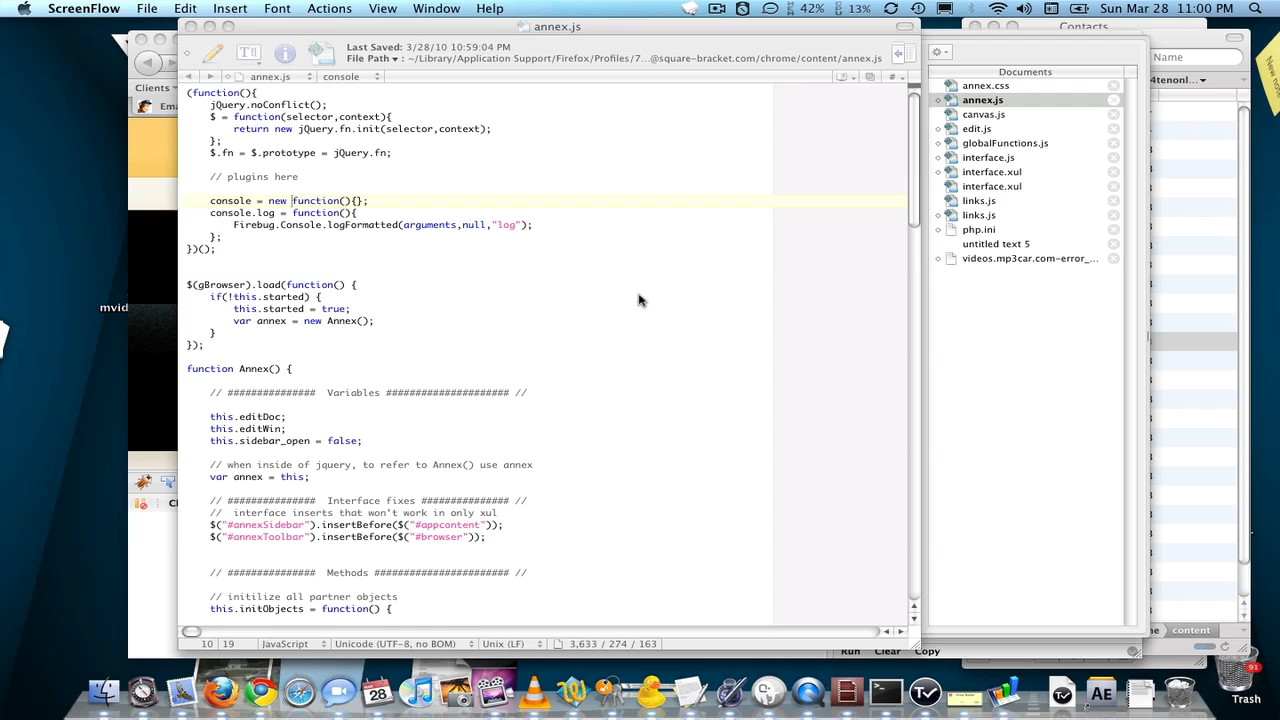 ScreenFlow File Edit Insert Font Actions View Window Help 42% 13% Sun Mar 28 11:00 PM
annex.js
Contacts
Last Saved: 3/28/10 10:59:04 PM
File Path ▾ : ~/Library/Application Support/Firefox/Profiles/7...@square-bracket.com/chrome/content/annex.js
annex.js console
Clients
Ema
(function(){
jQuery.noConflict();
$ = function(selector,context){
return new jQuery.fn.init(selector,context);
};
$.fn = $.prototype = jQuery.fn;
// plugins here
console = new function(){};
console.log = function(){
Firebug.Console.logFormatted(arguments,null,"log");
};
})();
$(gBrowser).load(function() {
if(!this.started) {
this.started = true;
var annex = new Annex();
}
});
function Annex() {
// ############### Variables ##################### //
this.editDoc;
this.editWin;
this.sidebar_open = false;
// when inside of jquery, to refer to Annex() use annex
var annex = this;
// ############### Interface fixes ############### //
// interface inserts that won't work in only xul
$("#annexSidebar").insertBefore($("#appcontent"));
$("#annexToolbar").insertBefore($("#browser"));
// ############### Methods ####################### //
// initilize all partner objects
this.initObjects = function() {
10 19 JavaScript Unicode (UTF-8, no BOM) Unix (LF) 3,633 / 274 / 163
Documents
annex.css
annex.js
canvas.js
edit.js
globalFunctions.js
interface.js
interface.xul
interface.xul
links.js
links.js
php.ini
untitled text 5
videos.mp3car.com-error_...
4tenonl...
mvid
content
Run Clear Copy
91
28
AE
Trash